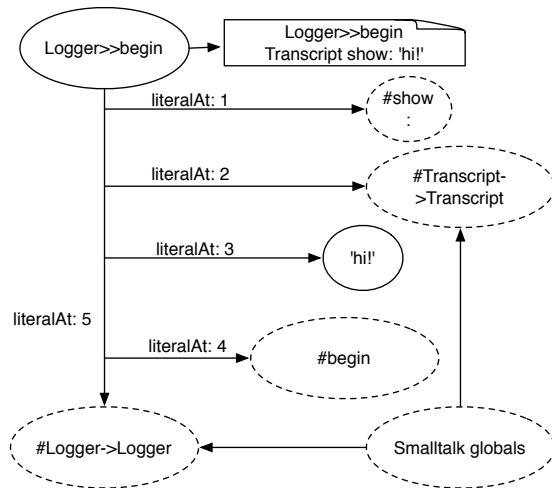 Logger>>begin
Logger>>begin
Transcript show: 'hi!'
literalAt: 1
#show
:
literalAt: 2
#Transcript-
>Transcript
literalAt: 3
'hi!'
literalAt: 5
literalAt: 4
#begin
#Logger->Logger
Smalltalk globals